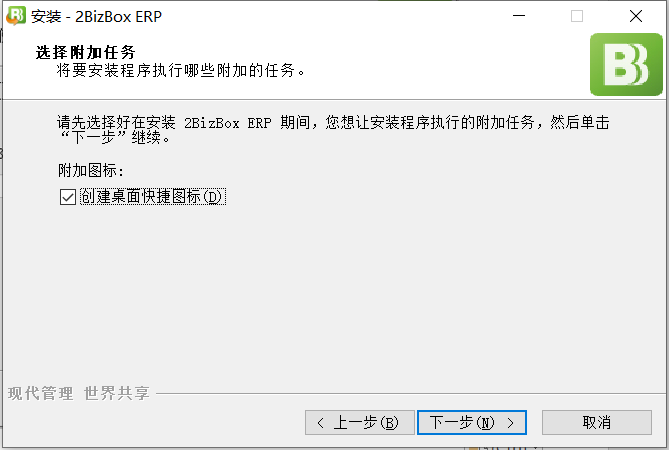 安装 - 2BizBox ERP
选择附加任务
将要安装程序执行哪些附加的任务。
请先选择好在安装 2BizBox ERP 期间，您想让安装程序执行的附加任务，然后单击
“下一步”继续。
附加图标:
创建桌面快捷图标(D)
现代管理 世界共享
< 上一步(B) 下一步(N) > 取消